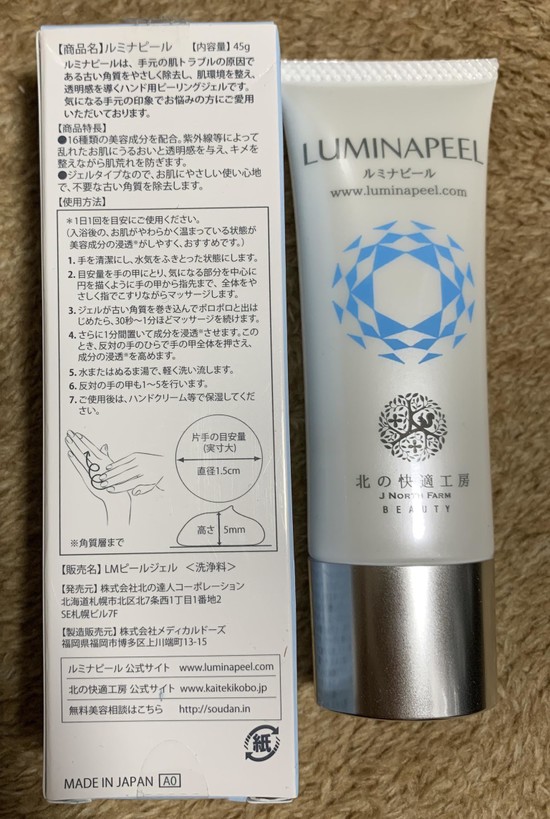 【商品名】ルミナピール 【内容量】45g
ルミナピールは、手元の肌トラブルの原因で
ある古い角質をやさしく除去し、肌環境を整え、
透明感を導くハンド用ピーリングジェルです。
気になる手元の印象でお悩みの方にご愛用
いただいております。
【商品特長】
●16種類の美容成分を配合。紫外線等によって
乱れたお肌にうるおいと透明感を与え、キメを
整えながら肌荒れを防ぎます。
●ジェルタイプなので、お肌にやさしい使い心地
で、不要な古い角質を除去します。
【使用方法】
＊1日1回を目安にご使用ください。
（入浴後の、お肌がやわらかく温まっている状態が
美容成分の浸透※がしやすく、おすすめです。）
1. 手を清潔にし、水気をふきとった状態にします。
2. 目安量を手の甲にとり、気になる部分を中心に
円を描くように手の甲から指先まで、全体をや
さしく指でこすりながらマッサージします。
3. ジェルが古い角質を巻き込んでポロポロと出は
じめたら、30秒～1分ほどマッサージを続けます。
4. さらに1分間置いて成分を浸透※させます。この
とき、反対の手のひらで手の甲全体を押さえ、
成分の浸透※を高めます。
5. 水またはぬるま湯で、軽く洗い流します。
6. 反対の手の甲も1～5を行います。
7. ご使用後は、ハンドクリーム等で保湿してくだ
さい。
片手の目安量
(実寸大)
直径1.5cm
高さ 5mm
※角質層まで
【販売名】LMピールジェル ＜洗浄料＞
【発売元】株式会社北の達人コーポレーション
北海道札幌市北区北7条西1丁目1番地2
SE札幌ビル7F
【製造販売元】株式会社メディカルドーズ
福岡県福岡市博多区上川端町13-15
ルミナピール 公式サイト www.luminapeel.com
北の快適工房 公式サイト www.kaitekikobo.jp
無料美容相談はこちら http://soudan.in
紙
MADE IN JAPAN A0
LUMINAPEEL
ルミナピール
www.luminapeel.com
北の快適工房
J NORTH FARM
BEAUTY